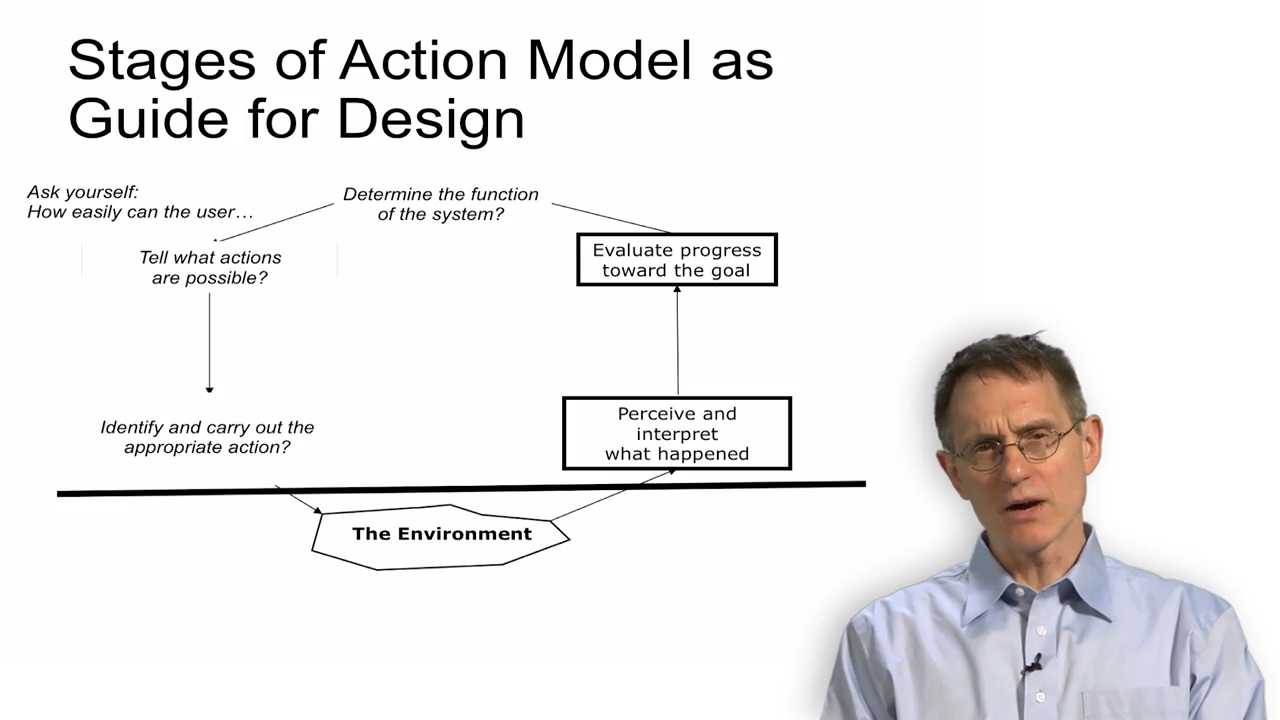 Stages of Action Model as
Guide for Design
Ask yourself:
How easily can the user…
Determine the function
of the system?
Tell what actions
are possible?
Evaluate progress
toward the goal
Identify and carry out the
appropriate action?
Perceive and
interpret
what happened
The Environment